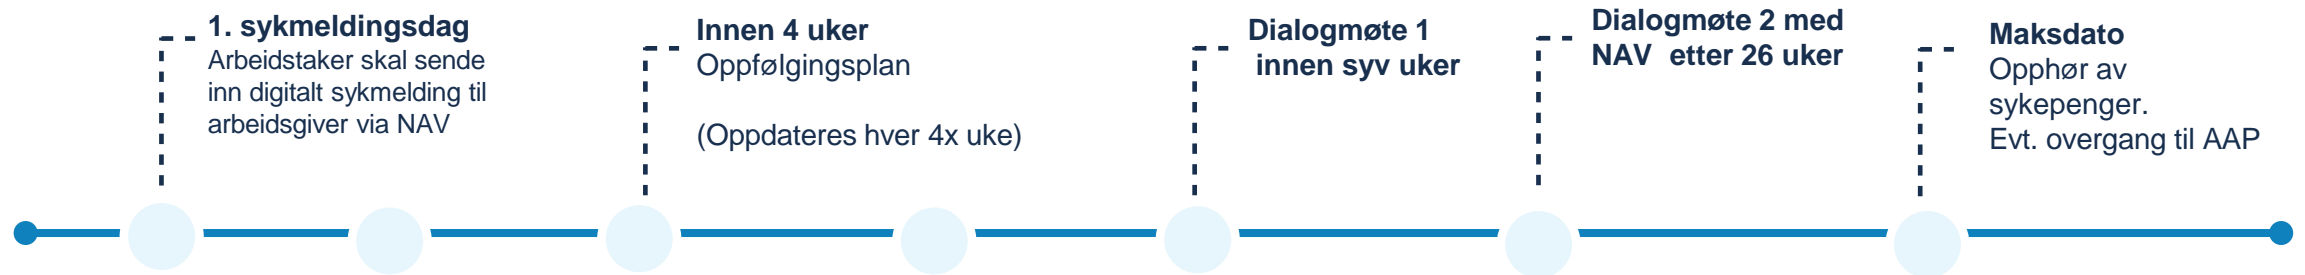 1. sykmeldingsdag
Arbeidstaker skal sende
inn digitalt sykmelding til
arbeidsgiver via NAV
Innen 4 uker
Oppfølgingsplan
(Oppdateres hver 4x uke)
Dialogmøte 1
innen syv uker
Dialogmøte 2 med
NAV etter 26 uker
Maksdato
Opphør av
sykepenger.
Evt. overgang til AAP